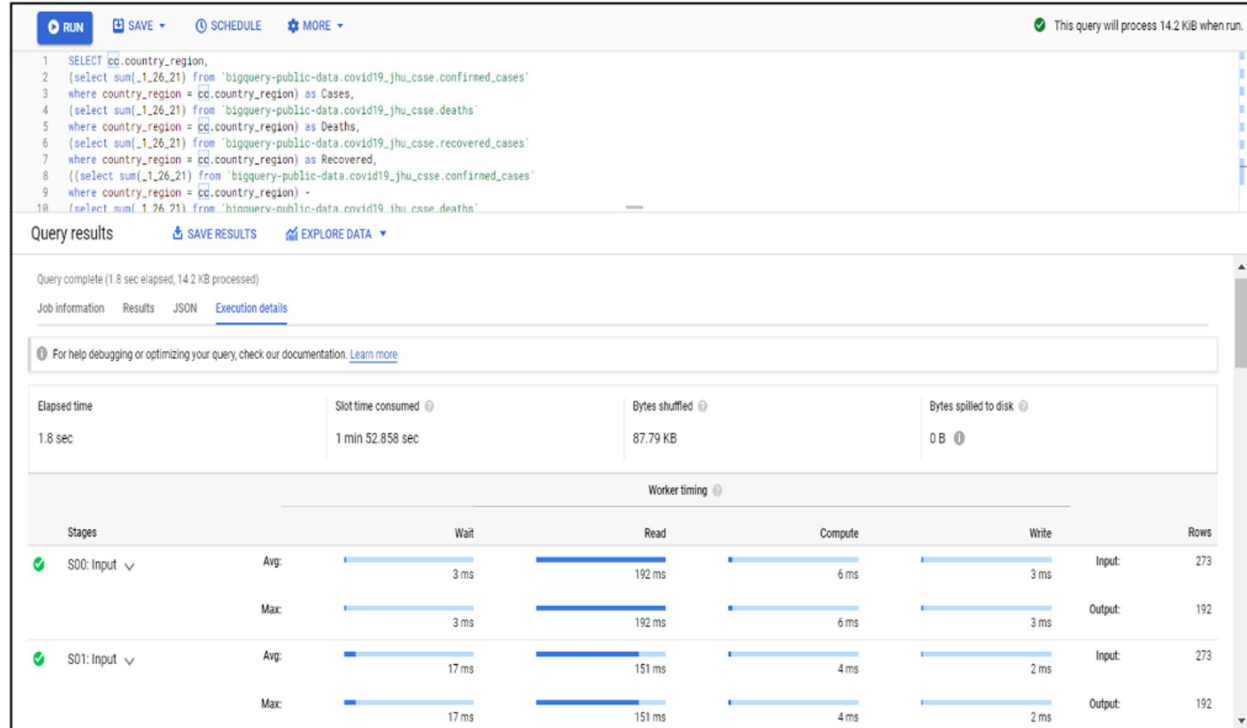 RUN SAVE SCHEDULE MORE This query will process 14.2 KiB when run.
1 SELECT cc.country_region,
2 (select sum(_1_26_21) from `bigquery-public-data.covid19_jhu_csse.confirmed_cases`
3 where country_region = cc.country_region) as Cases,
4 (select sum(_1_26_21) from `bigquery-public-data.covid19_jhu_csse.deaths`
5 where country_region = cc.country_region) as Deaths,
6 (select sum(_1_26_21) from `bigquery-public-data.covid19_jhu_csse.recovered_cases`
7 where country_region = cc.country_region) as Recovered,
8 ((select sum(_1_26_21) from `bigquery-public-data.covid19_jhu_csse.confirmed_cases`
9 where country_region = cc.country_region) -
10 (select sum(_1_26_21) from `bigquery-public-data.covid19_jhu_csse.deaths`
Query results SAVE RESULTS EXPLORE DATA
Query complete (1.8 sec elapsed, 14.2 KB processed)
Job information Results JSON Execution details
For help debugging or optimizing your query, check our documentation. Learn more
Elapsed time Slot time consumed Bytes shuffled Bytes spilled to disk
1.8 sec 1 min 52.858 sec 87.79 KB 0 B
Worker timing
Stages Wait Read Compute Write Rows
S00: Input Avg: 3 ms 192 ms 6 ms 3 ms Input: 273
Max: 3 ms 192 ms 6 ms 3 ms Output: 192
S01: Input Avg: 17 ms 151 ms 4 ms 2 ms Input: 273
Max: 17 ms 151 ms 4 ms 2 ms Output: 192